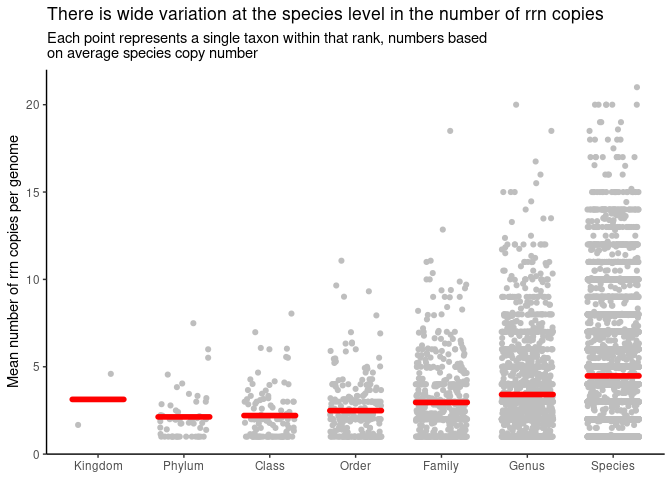 There is wide variation at the species level in the number of rrn copies
Each point represents a single taxon within that rank, numbers based
on average species copy number
Mean number of rrn copies per genome
20
15
10
5
0
Kingdom Phylum Class Order Family Genus Species